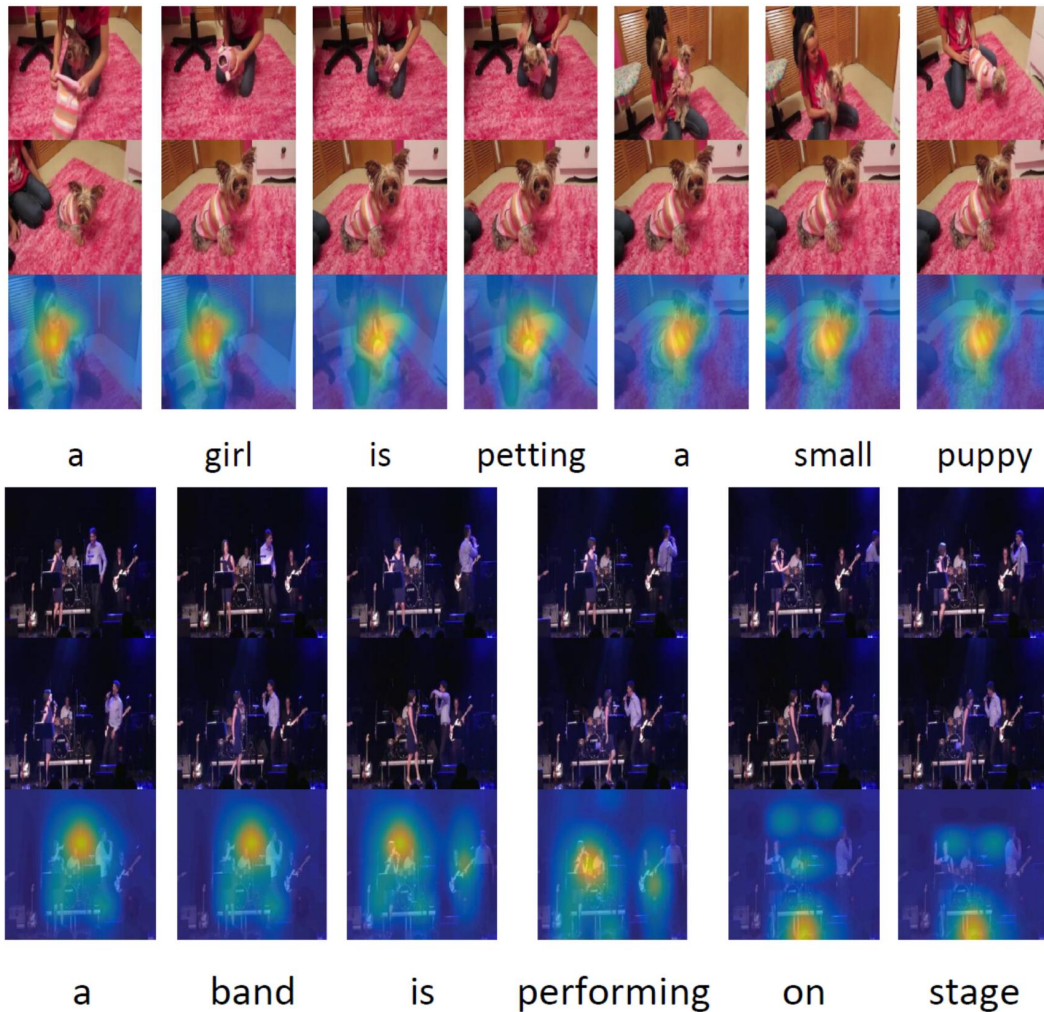 a girl is petting a small puppy
a band is performing on stage